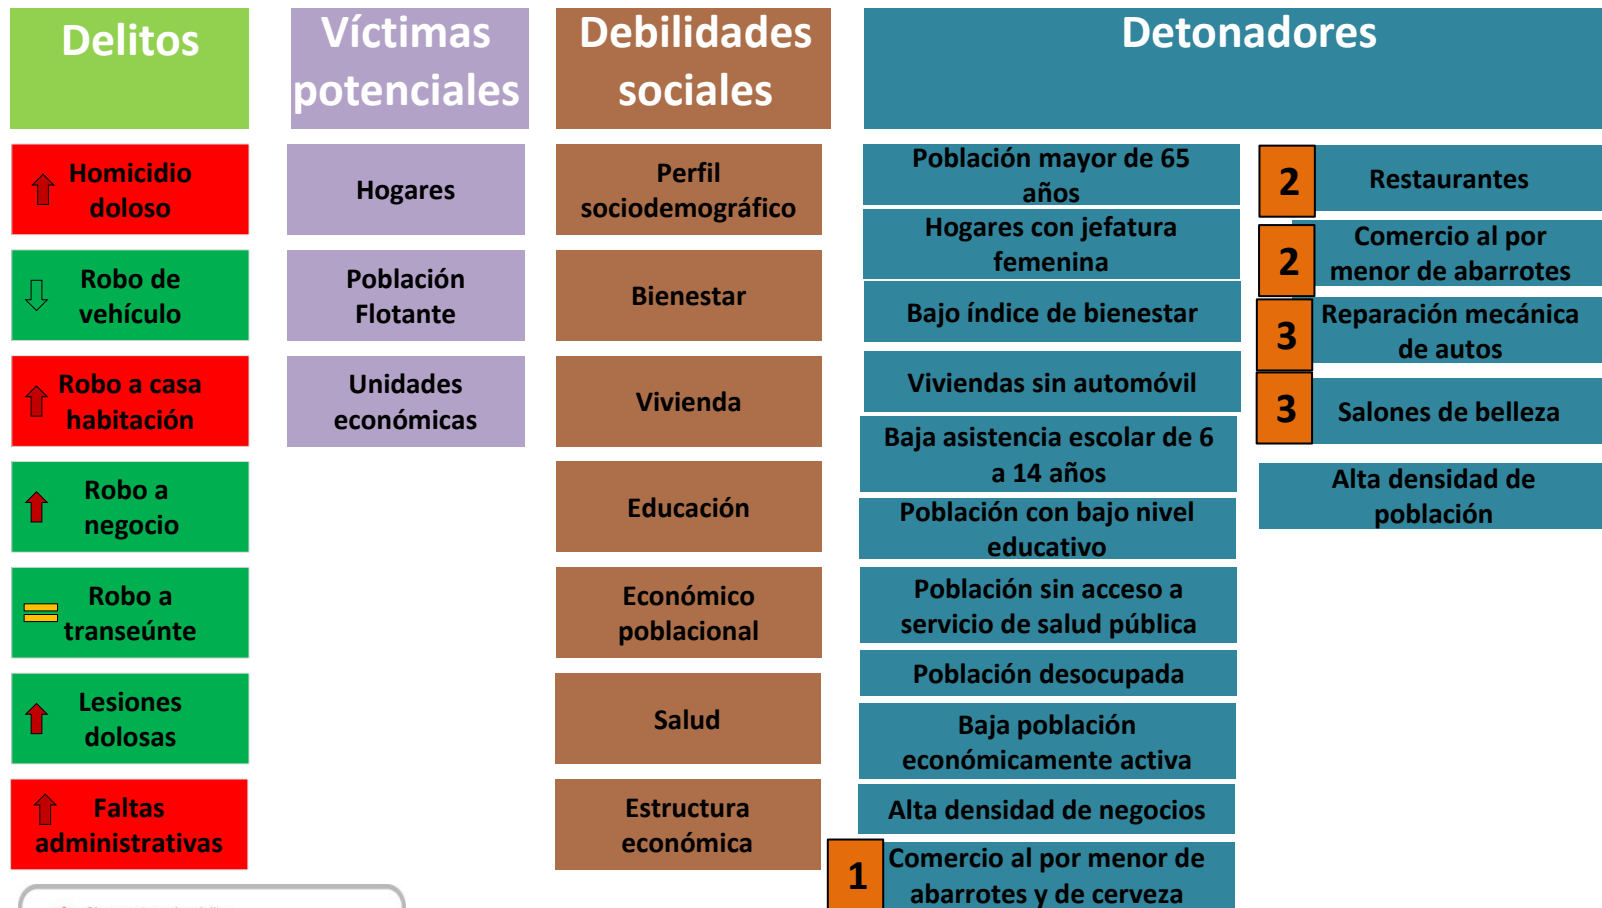 Delitos
Homicidio
doloso
Robo de
vehículo
Robo a casa
habitación
Robo a
negocio
Robo a
transeúnte
Lesiones
dolosas
Faltas
administrativas
Víctimas
potenciales
Hogares
Población
Flotante
Unidades
económicas
Debilidades
sociales
Perfil
sociodemográfico
Bienestar
Vivienda
Educación
Económico
poblacional
Salud
Estructura
económica
Detonadores
Población mayor de 65
años
Hogares con jefatura
femenina
Bajo índice de bienestar
Viviendas sin automóvil
Baja asistencia escolar de 6
a 14 años
Población con bajo nivel
educativo
Población sin acceso a
servicio de salud pública
Población desocupada
Baja población
económicamente activa
Alta densidad de negocios
1
Comercio al por menor de
abarrotes y de cerveza
2
Restaurantes
2
Comercio al por
menor de abarrotes
3
Reparación mecánica
de autos
3
Salones de belleza
Alta densidad de
población